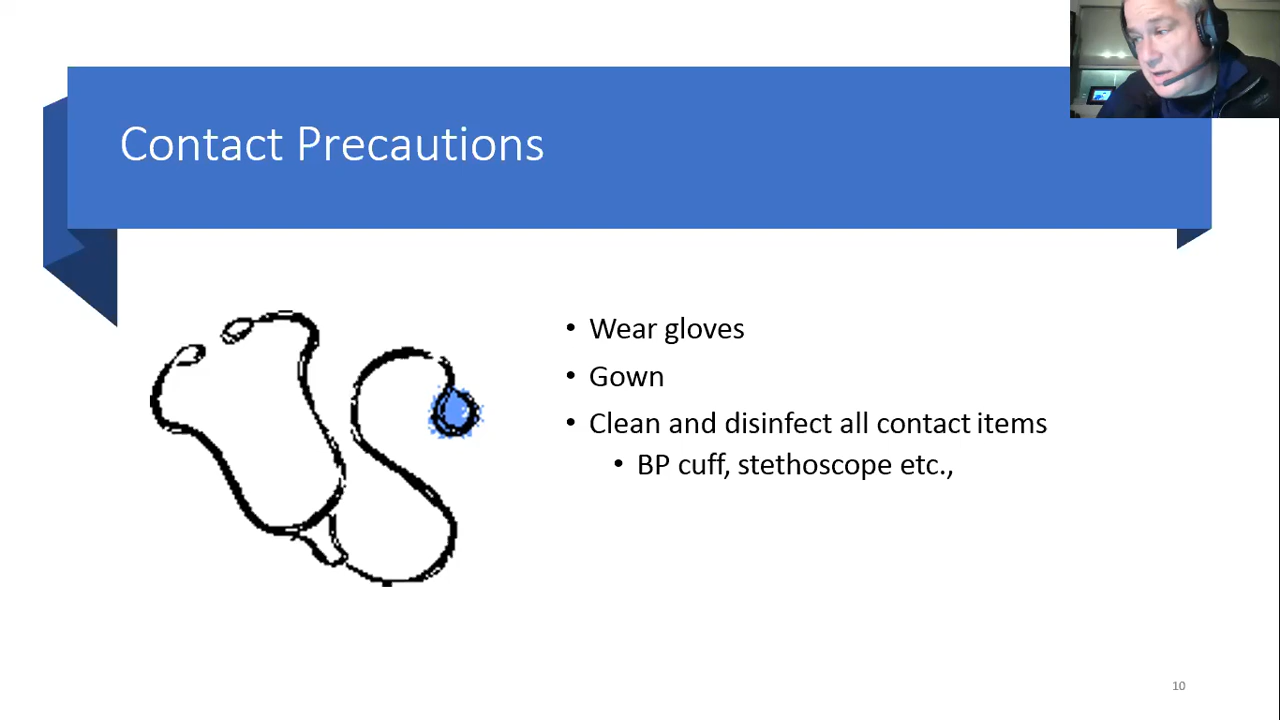 Contact Precautions
• Wear gloves
• Gown
• Clean and disinfect all contact items
• BP cuff, stethoscope etc.,
10